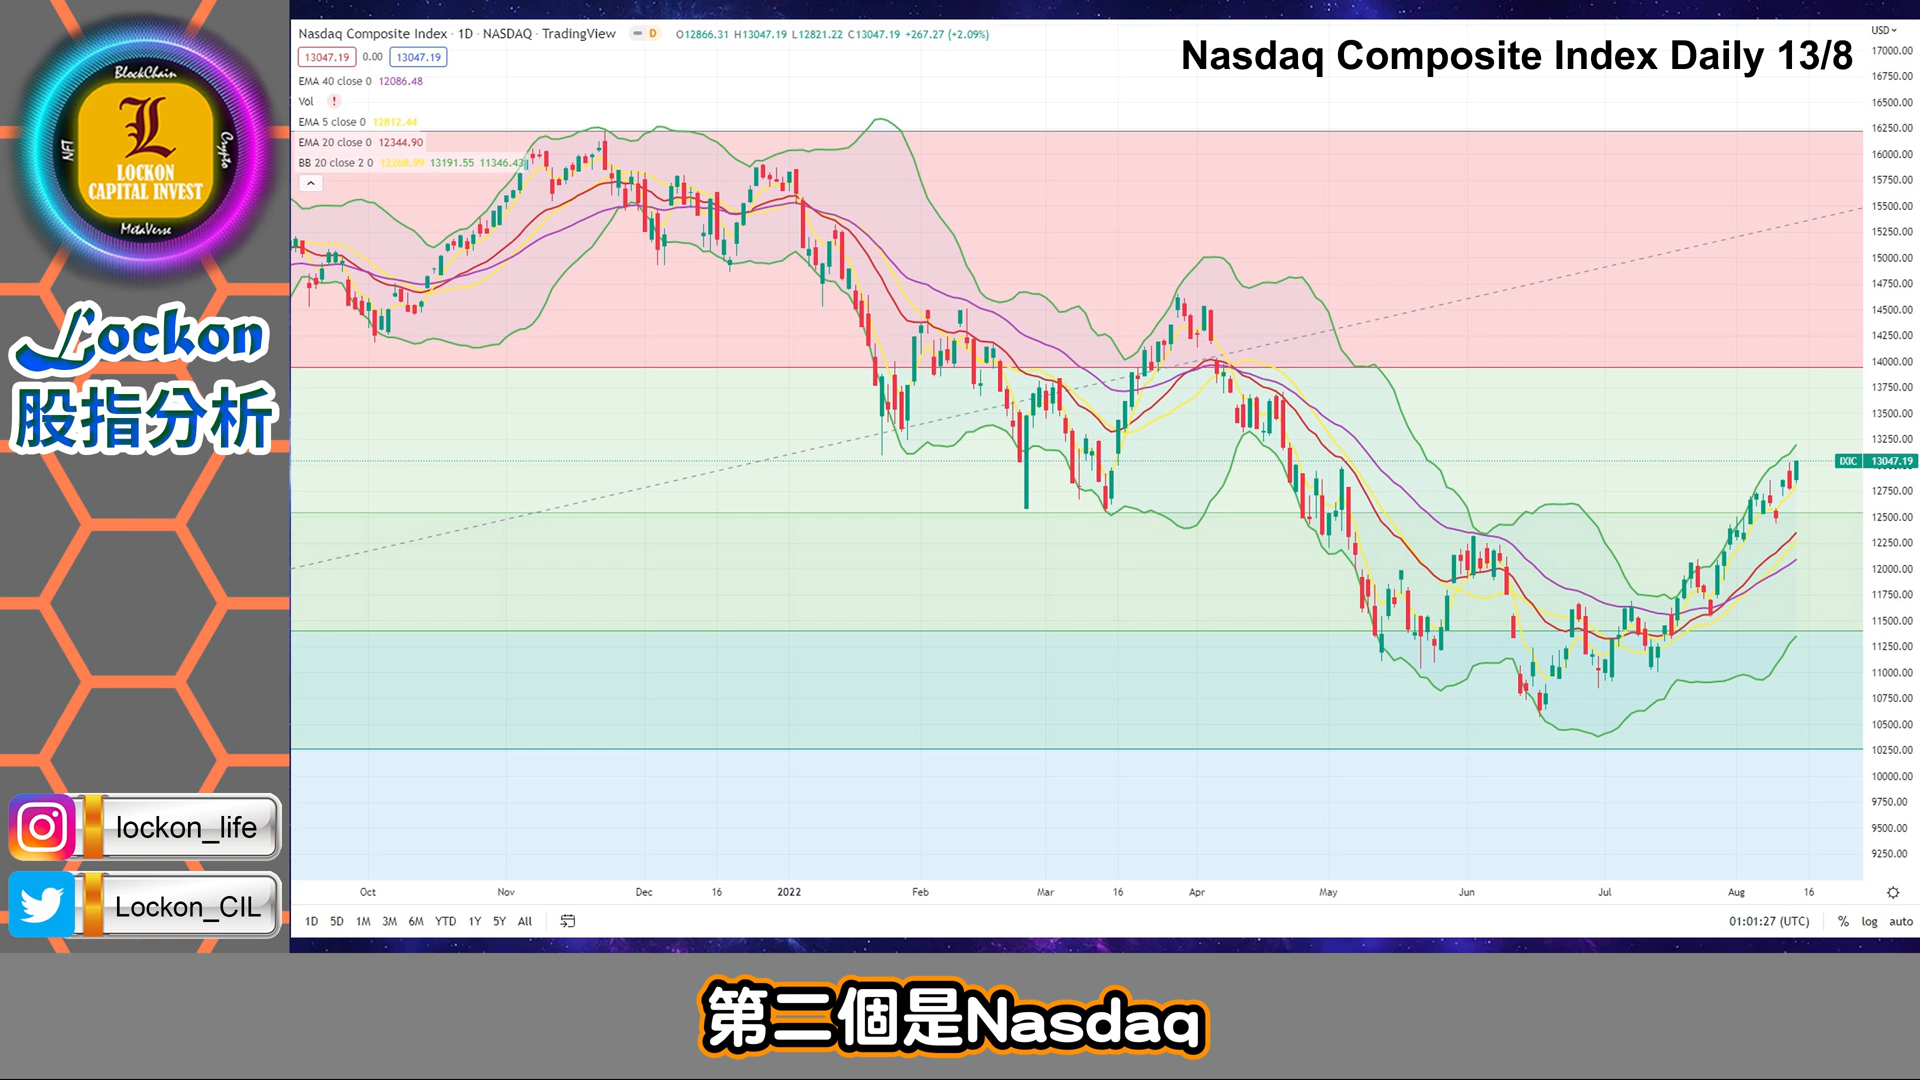 BlockChain
NFT
Crypto
L
LOCKON
CAPITAL INVEST
MetaVerse
Lockon
股指分析
lockon_life
Lockon_CIL
Nasdaq Composite Index · 1D · NASDAQ · TradingView
D
O12866.31 H13047.19 L12821.22 C13047.19 +267.27 (+2.09%)
13047.19 0.00 13047.19
EMA 40 close 0 12086.48
Vol !
EMA 5 close 0 12812.44
EMA 20 close 0 12344.90
BB 20 close 2 0 12268.99 13191.55 11346.43
Nasdaq Composite Index Daily 13/8
USD
17000.00
16750.00
16500.00
16250.00
16000.00
15750.00
15500.00
15250.00
15000.00
14750.00
14500.00
14250.00
14000.00
13750.00
13500.00
13250.00
IXIC 13047.19
12750.00
12500.00
12250.00
12000.00
11750.00
11500.00
11250.00
11000.00
10750.00
10500.00
10250.00
10000.00
9750.00
9500.00
9250.00
Oct Nov Dec 16 2022 Feb Mar 16 Apr May Jun Jul Aug 16
1D 5D 1M 3M 6M YTD 1Y 5Y All
01:01:27 (UTC) % log auto
第二個是Nasdaq